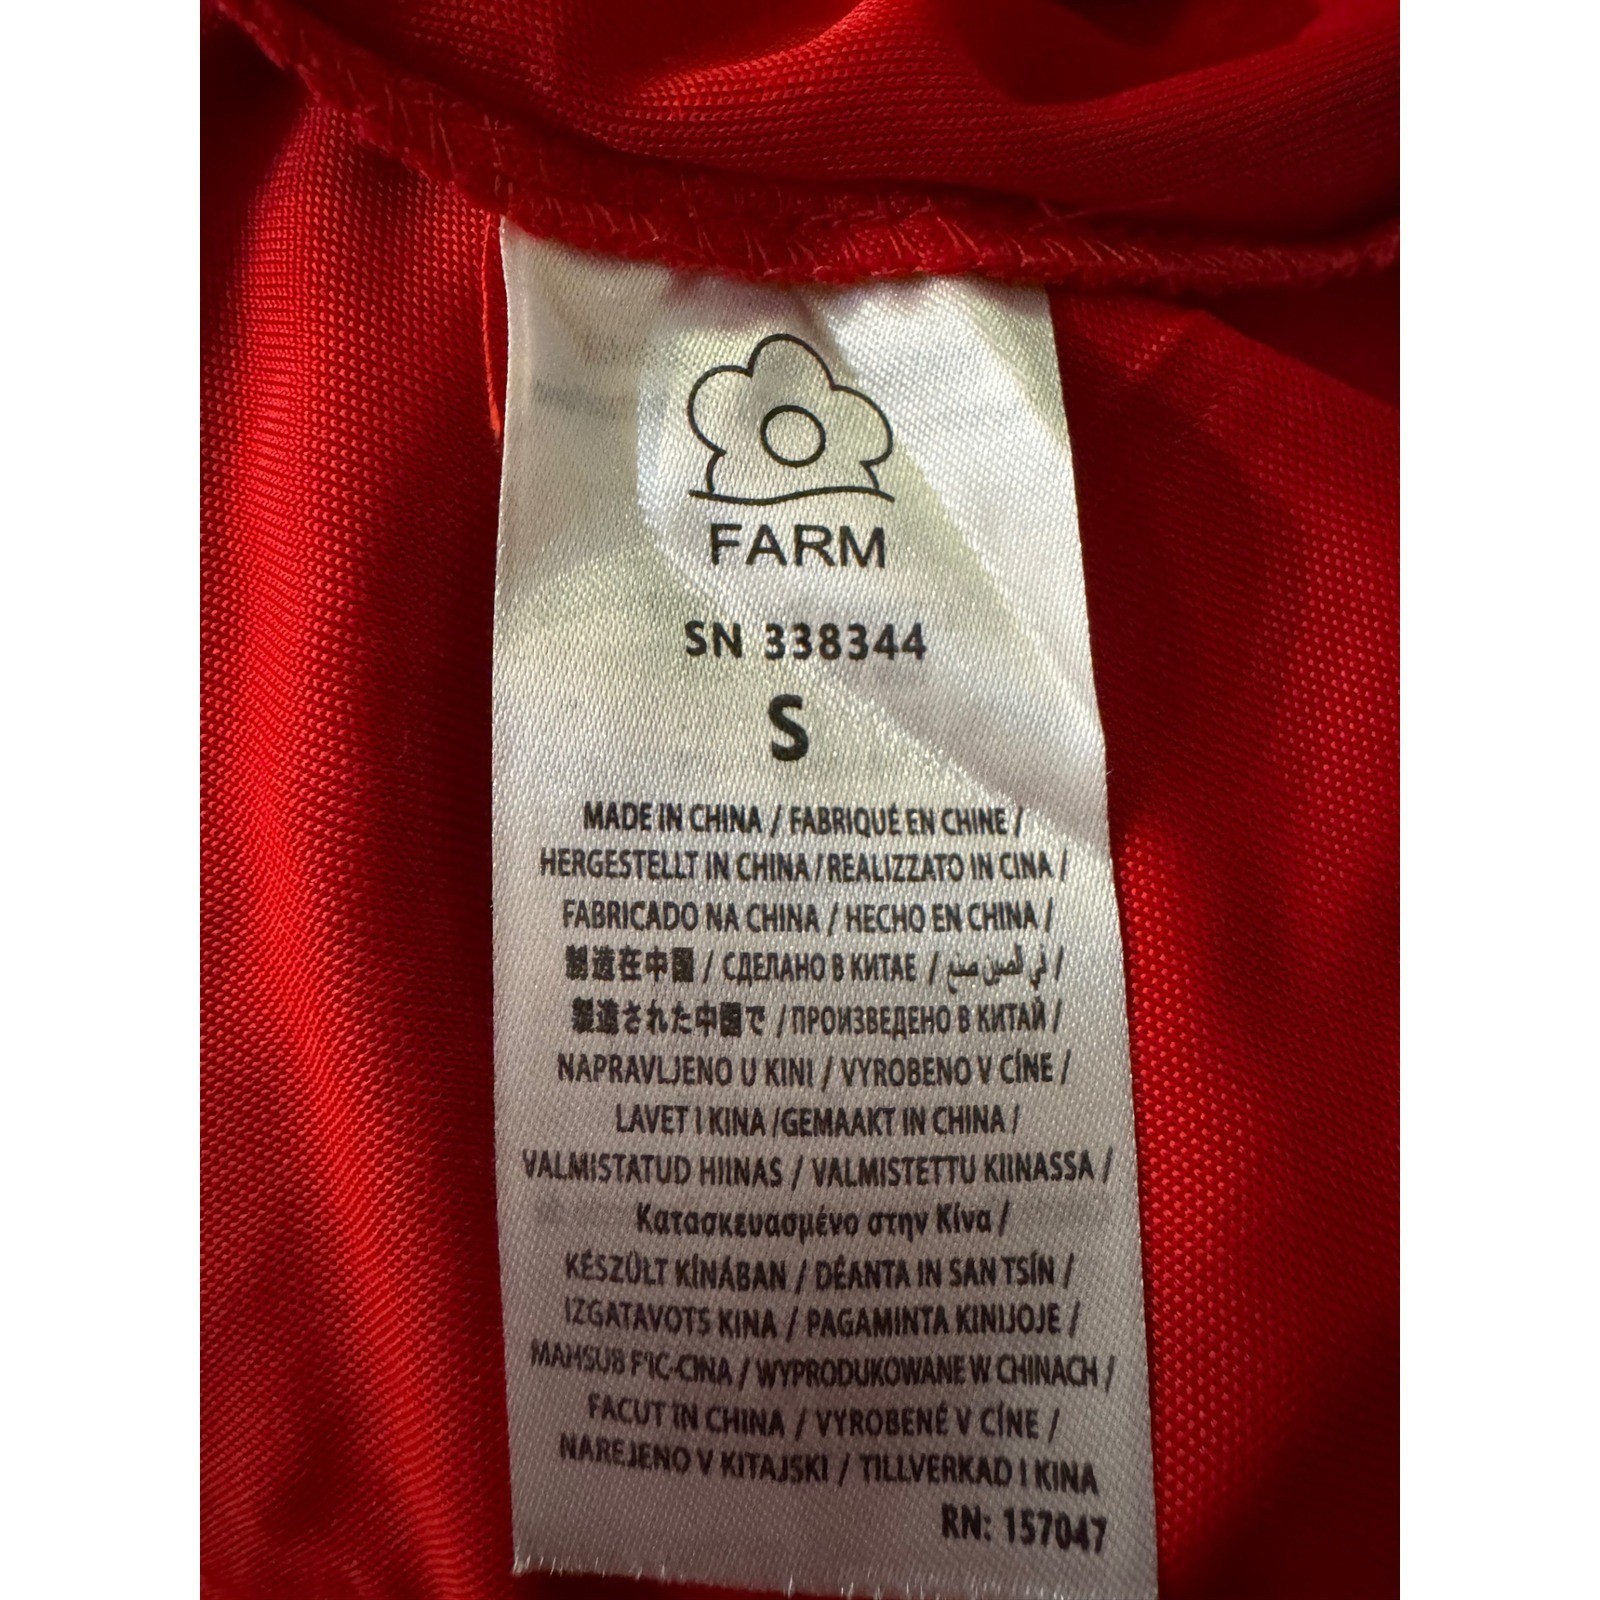 FARM
SN 338344
S
MADE IN CHINA / FABRIQUÉ EN CHINE /
HERGESTELLT IN CHINA / REALIZZATO IN CINA /
FABRICADO NA CHINA / HECHO EN CHINA /
製造在中國 / СДЕЛАНО В КИТАЕ / في الصين صنع /
製造された中國で / ПРОИЗВЕДЕНО В КИТАЙ /
NAPRAVLJENO U KINI / VYROBENO V CÍNE /
LAVET I KINA /GEMAAKT IN CHINA /
VALMISTATUD HIINAS / VALMISTETTU KIINASSA /
Κατασκευασμένο στην Κίνα /
KÉSZÜLT KÍNÁBAN / DÉANTA IN SAN TSÍN /
IZGATAVOTS KINA / PAGAMINTA KINIJOJE /
MAHSUB F'IC-CINA / WYPRODUKOWANE W CHINACH /
FACUT IN CHINA / VYROBENÉ V CÍNE /
NAREJENO V KITAJSKI / TILLVERKAD I KINA
RN: 157047